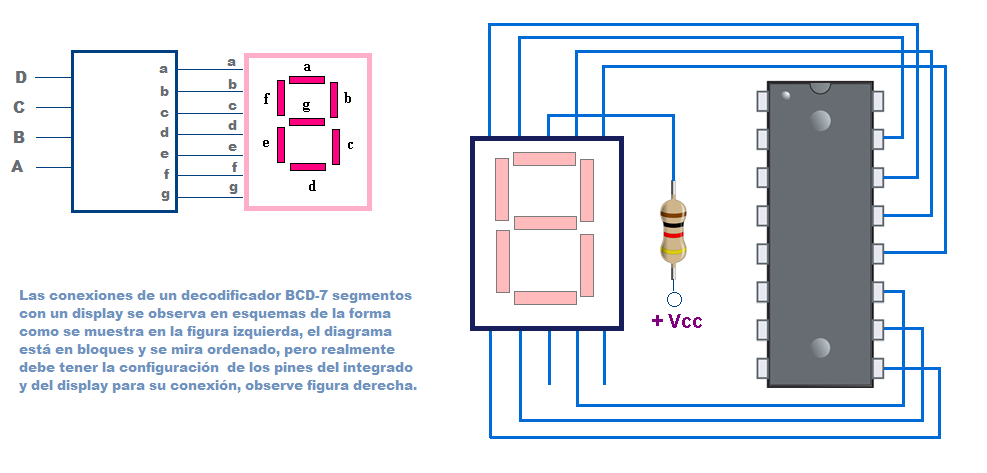 D
C
B
A
a
b
c
d
e
f
g
a
b
c
d
e
f
g
a
f
g
b
e
c
d
+ Vcc
Las conexiones de un decodificador BCD-7 segmentos
con un display se observa en esquemas de la forma
como se muestra en la figura izquierda, el diagrama
está en bloques y se mira ordenado, pero realmente
debe tener la configuración de los pines del integrado
y del display para su conexión, observe figura derecha.